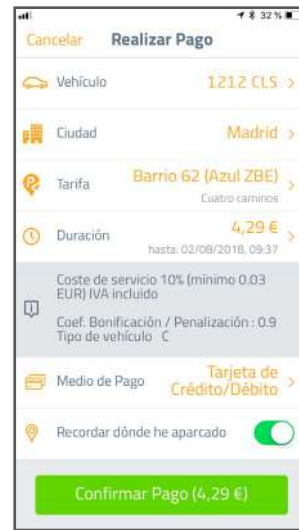 32 %
Cancelar Realizar Pago
Vehículo 1212 CLS
Ciudad Madrid
Tarifa Barrio 62 (Azul ZBE)
Cuatro caminos
Duración 4,29 €
hasta: 02/08/2018, 09:37
Coste de servicio 10% (mínimo 0.03
EUR) IVA incluido
Coef. Bonificación / Penalización : 0.9
Tipo de vehículo C
Medio de Pago Tarjeta de
Crédito/Débito
Recordar dónde he aparcado
Confirmar Pago (4,29 €)